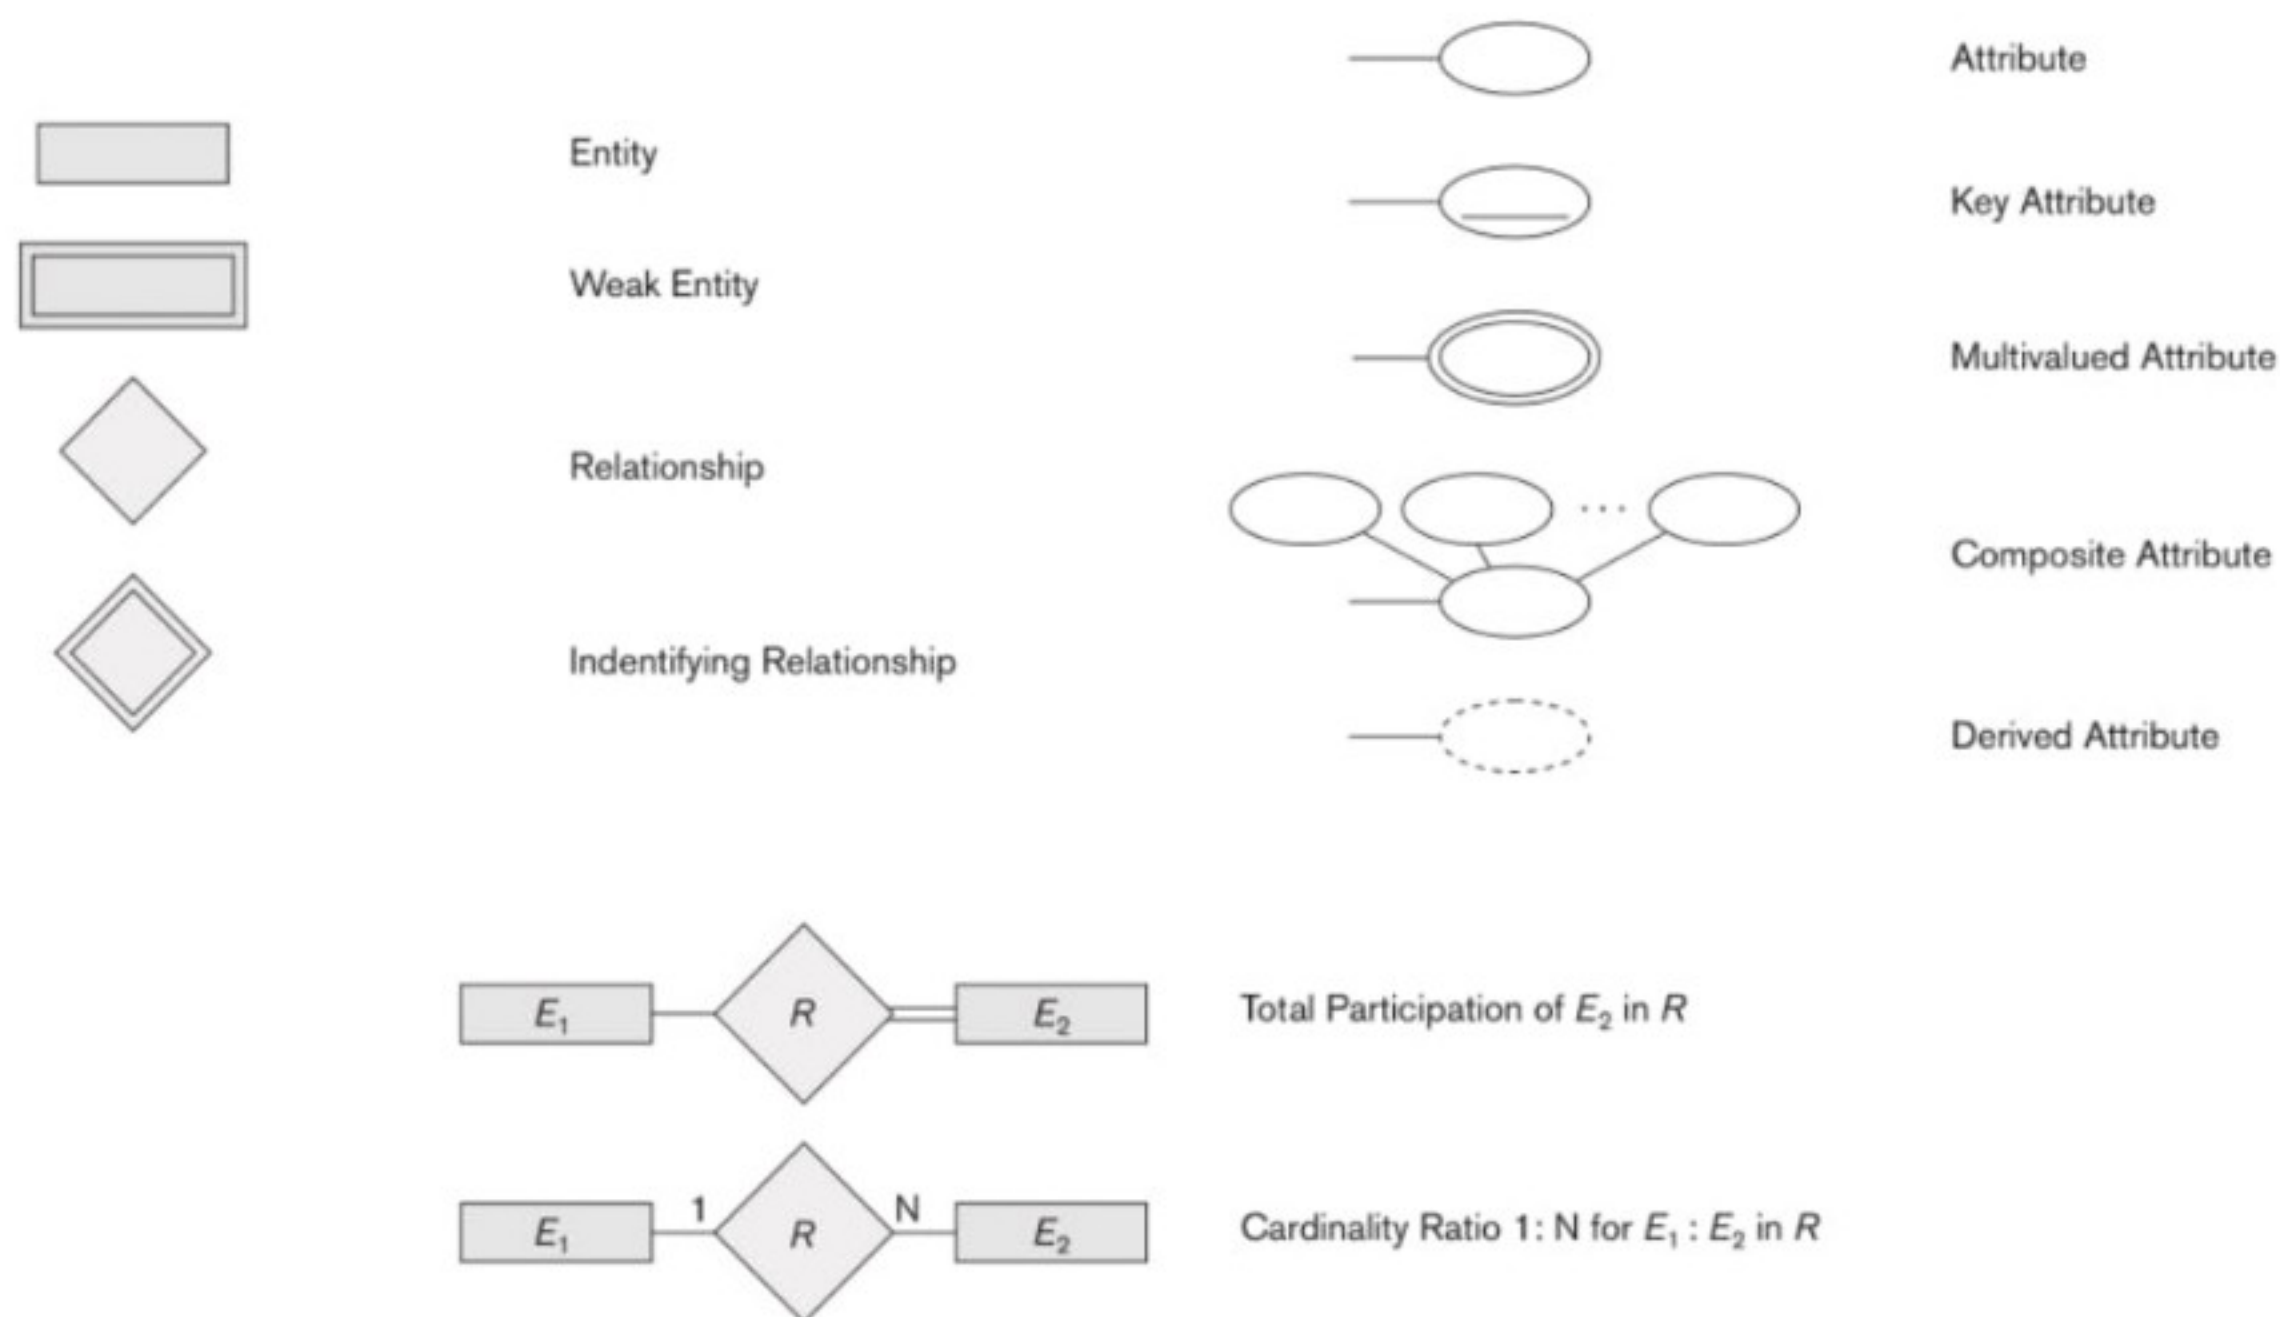 Entity
Weak Entity
Relationship
Indentifying Relationship
Attribute
Key Attribute
Multivalued Attribute
Composite Attribute
Derived Attribute
E₁ R E₂ Total Participation of E₂ in R
E₁ 1 R N E₂ Cardinality Ratio 1: N for E₁ : E₂ in R